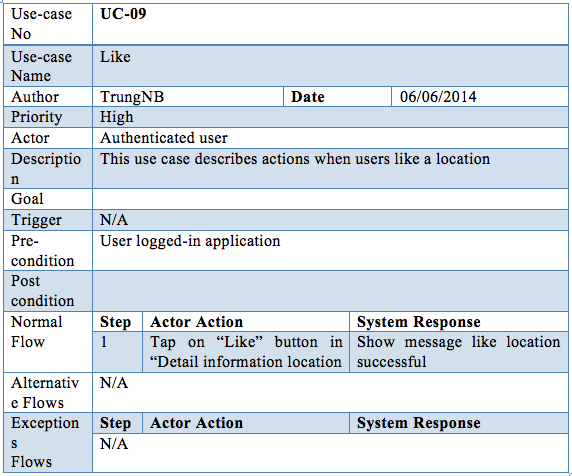 Use-case UC-09
No
Use-case Like
Name
Author TrungNB Date 06/06/2014
Priority High
Actor Authenticated user
Descriptio This use case describes actions when users like a location
n
Goal
Trigger N/A
Pre- User logged-in application
condition
Post
condition
Normal Step Actor Action System Response
Flow 1 Tap on “Like” button in Show message like location
“Detail information location successful
Alternativ N/A
e Flows
Exception Step Actor Action System Response
s N/A
Flows